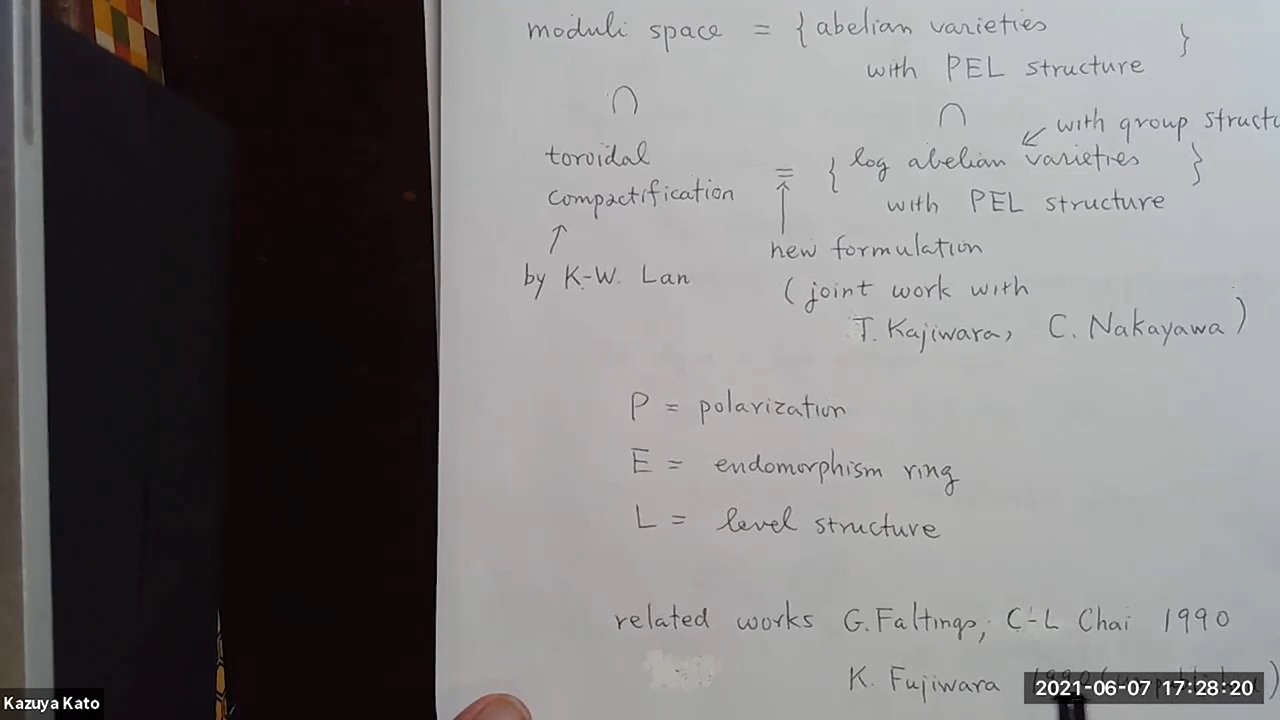 moduli space = { abelian varieties }
with PEL structure
∩ ∩
with group
toroidal
compactification
= { log abelian varieties }
with PEL structure
↑ ↑
new formulation
by K-W. Lan
(joint work with
T. Kajiwara, C. Nakayawa)
P = polarization
E = endomorphism ring
L = level structure
related works G. Faltings, C-L Chai 1990
K. Fujiwara
2021-06-07 17:28:20
Kazuya Kato